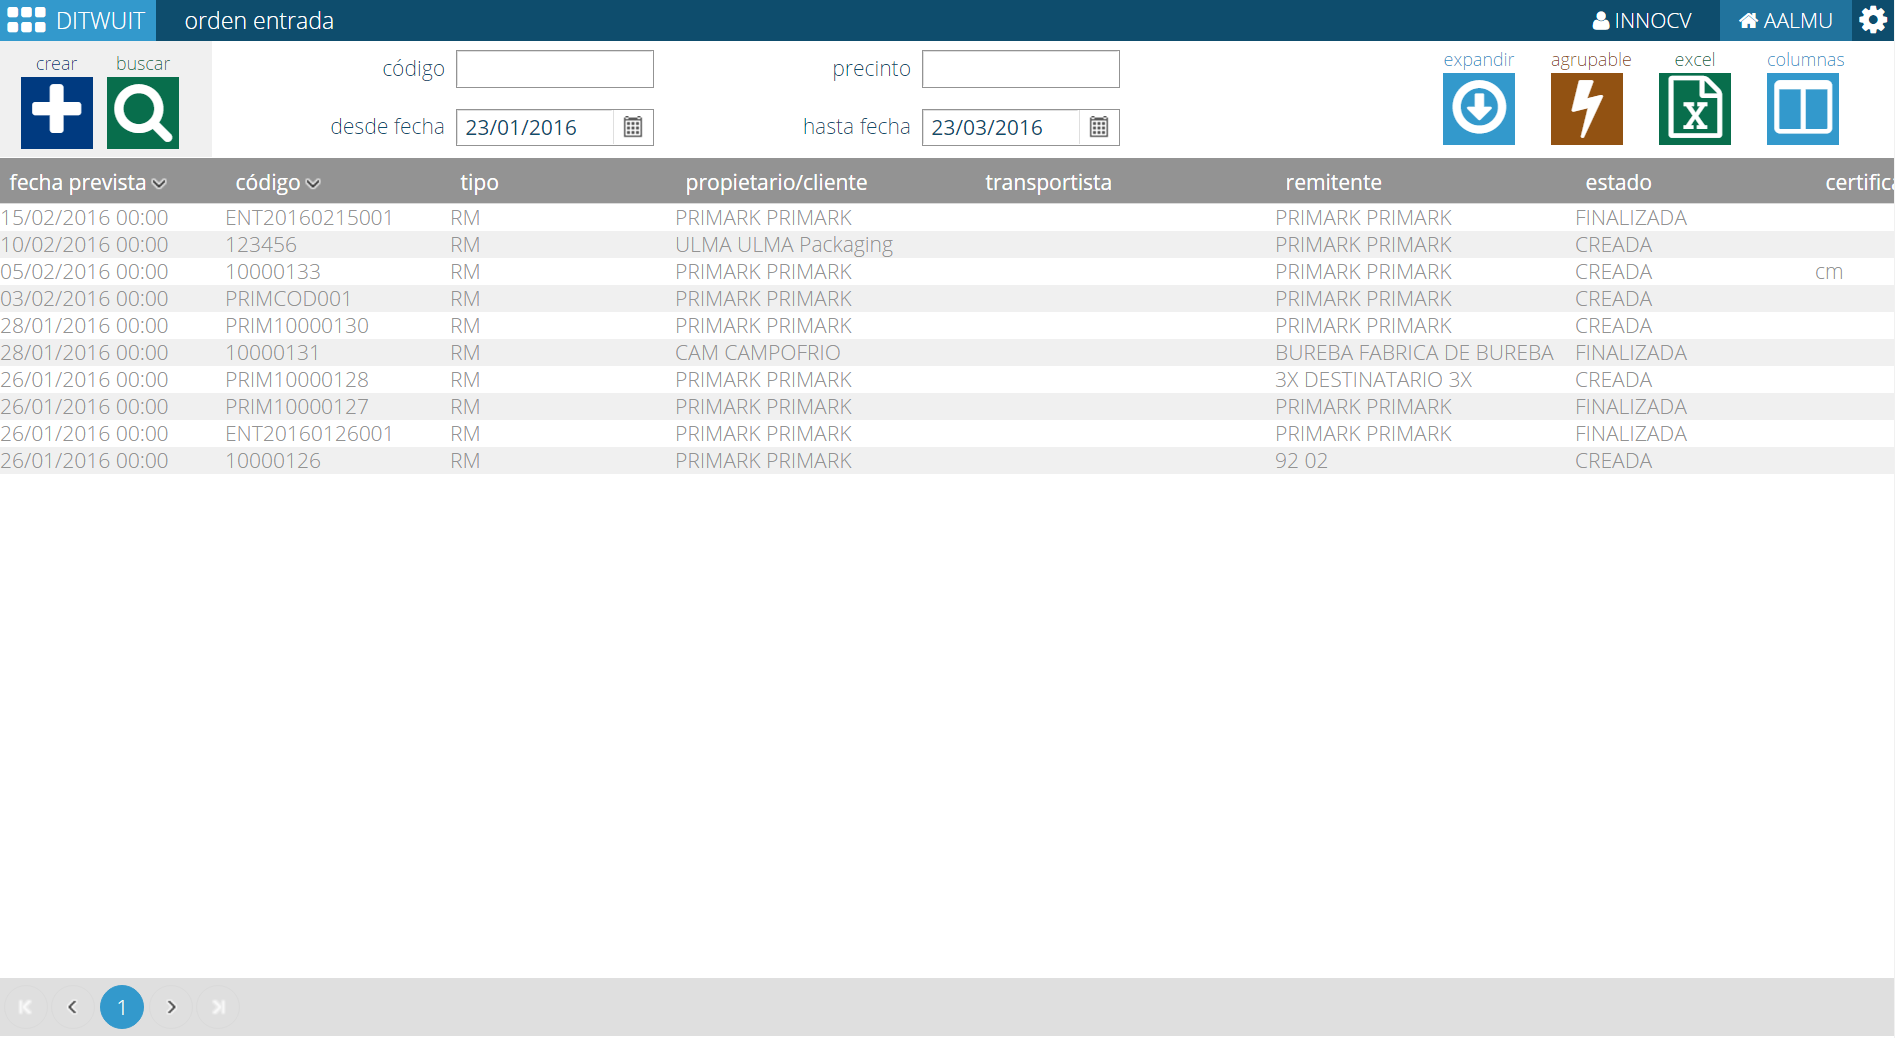 DITWUIT orden entrada INNOCV AALMU
crear buscar código precinto expandir agrupable excel columnas
desde fecha 23/01/2016 hasta fecha 23/03/2016
fecha prevista código tipo propietario/cliente transportista remitente estado certifica
15/02/2016 00:00 ENT20160215001 RM PRIMARK PRIMARK PRIMARK PRIMARK FINALIZADA
10/02/2016 00:00 123456 RM ULMA ULMA Packaging PRIMARK PRIMARK CREADA
05/02/2016 00:00 10000133 RM PRIMARK PRIMARK PRIMARK PRIMARK CREADA cm
03/02/2016 00:00 PRIMCOD001 RM PRIMARK PRIMARK PRIMARK PRIMARK CREADA
28/01/2016 00:00 PRIM10000130 RM PRIMARK PRIMARK PRIMARK PRIMARK CREADA
28/01/2016 00:00 10000131 RM CAM CAMPOFRIO BUREBA FABRICA DE BUREBA FINALIZADA
26/01/2016 00:00 PRIM10000128 RM PRIMARK PRIMARK 3X DESTINATARIO 3X CREADA
26/01/2016 00:00 PRIM10000127 RM PRIMARK PRIMARK PRIMARK PRIMARK FINALIZADA
26/01/2016 00:00 ENT20160126001 RM PRIMARK PRIMARK PRIMARK PRIMARK FINALIZADA
26/01/2016 00:00 10000126 RM PRIMARK PRIMARK 92 02 CREADA
1